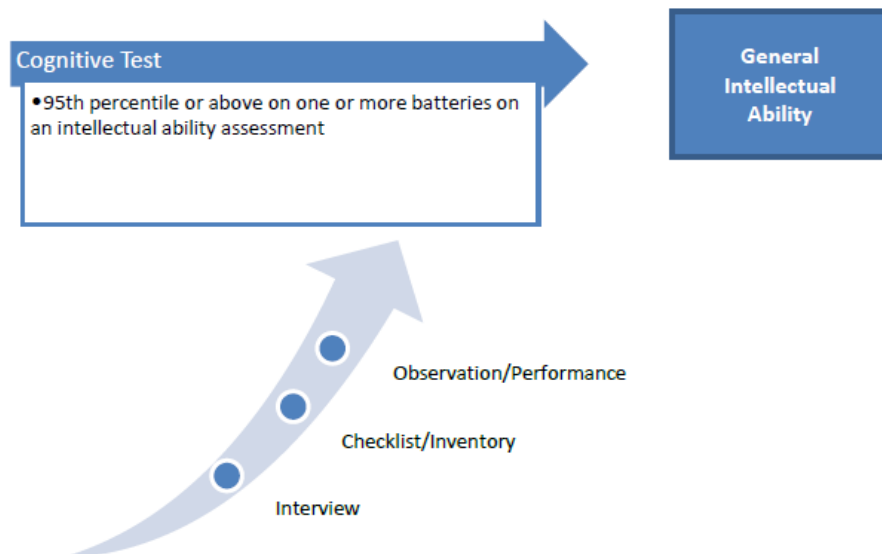 Cognitive Test
•95th percentile or above on one or more batteries on
an intellectual ability assessment
General
Intellectual
Ability
Observation/Performance
Checklist/Inventory
Interview